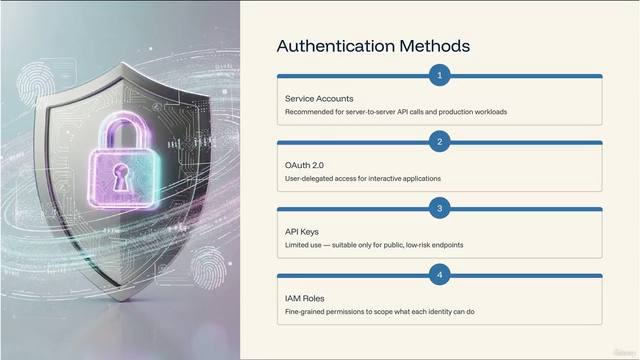 Authentication Methods
1
Service Accounts
Recommended for server-to-server API calls and production workloads
2
OAuth 2.0
User-delegated access for interactive applications
3
API Keys
Limited use — suitable only for public, low-risk endpoints
4
IAM Roles
Fine-grained permissions to scope what each identity can do